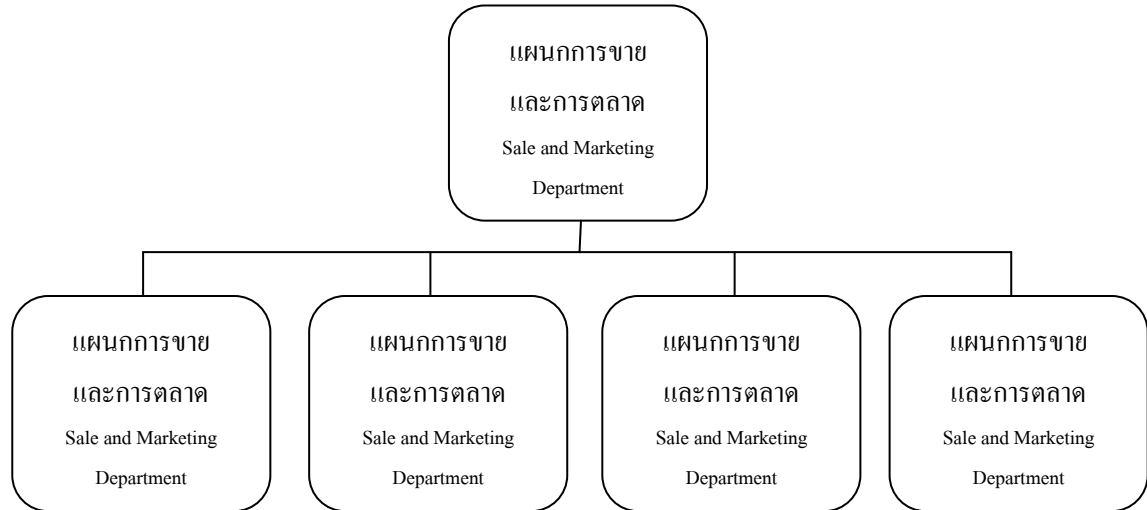 แผนกการขาย
และการตลาด
Sale and Marketing
Department
แผนกการขาย
และการตลาด
Sale and Marketing
Department
แผนกการขาย
และการตลาด
Sale and Marketing
Department
แผนกการขาย
และการตลาด
Sale and Marketing
Department
แผนกการขาย
และการตลาด
Sale and Marketing
Department